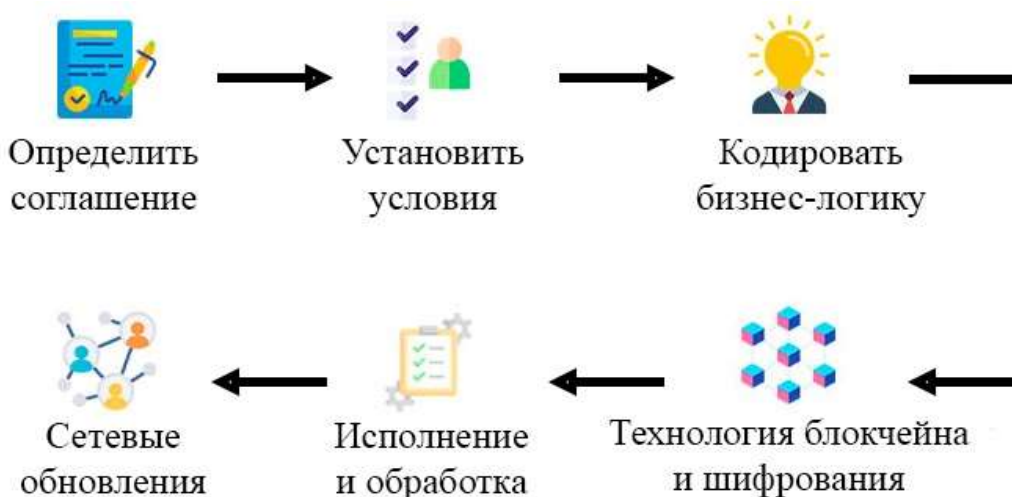 Определить
соглашение
Установить
условия
Кодировать
бизнес-логику
Сетевые
обновления
Исполнение
и обработка
Технология блокчейна
и шифрования